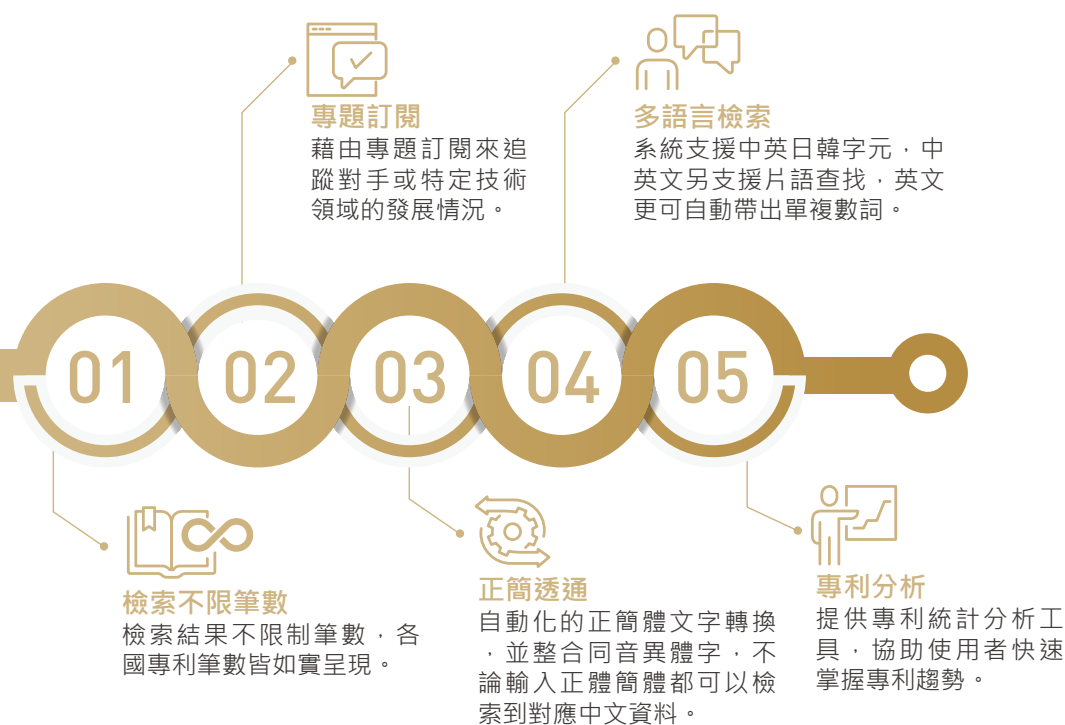 專題訂閱
藉由專題訂閱來追
蹤對手或特定技術
領域的發展情況。
多語言檢索
系統支援中英日韓字元，中
英文另支援片語查找，英文
更可自動帶出單複數詞。
01
02
03
04
05
檢索不限筆數
檢索結果不限制筆數，各
國專利筆數皆如實呈現。
正簡透通
自動化的正簡體文字轉換
，並整合同音異體字，不
論輸入正體簡體都可以檢
索到對應中文資料。
專利分析
提供專利統計分析工
具，協助使用者快速
掌握專利趨勢。